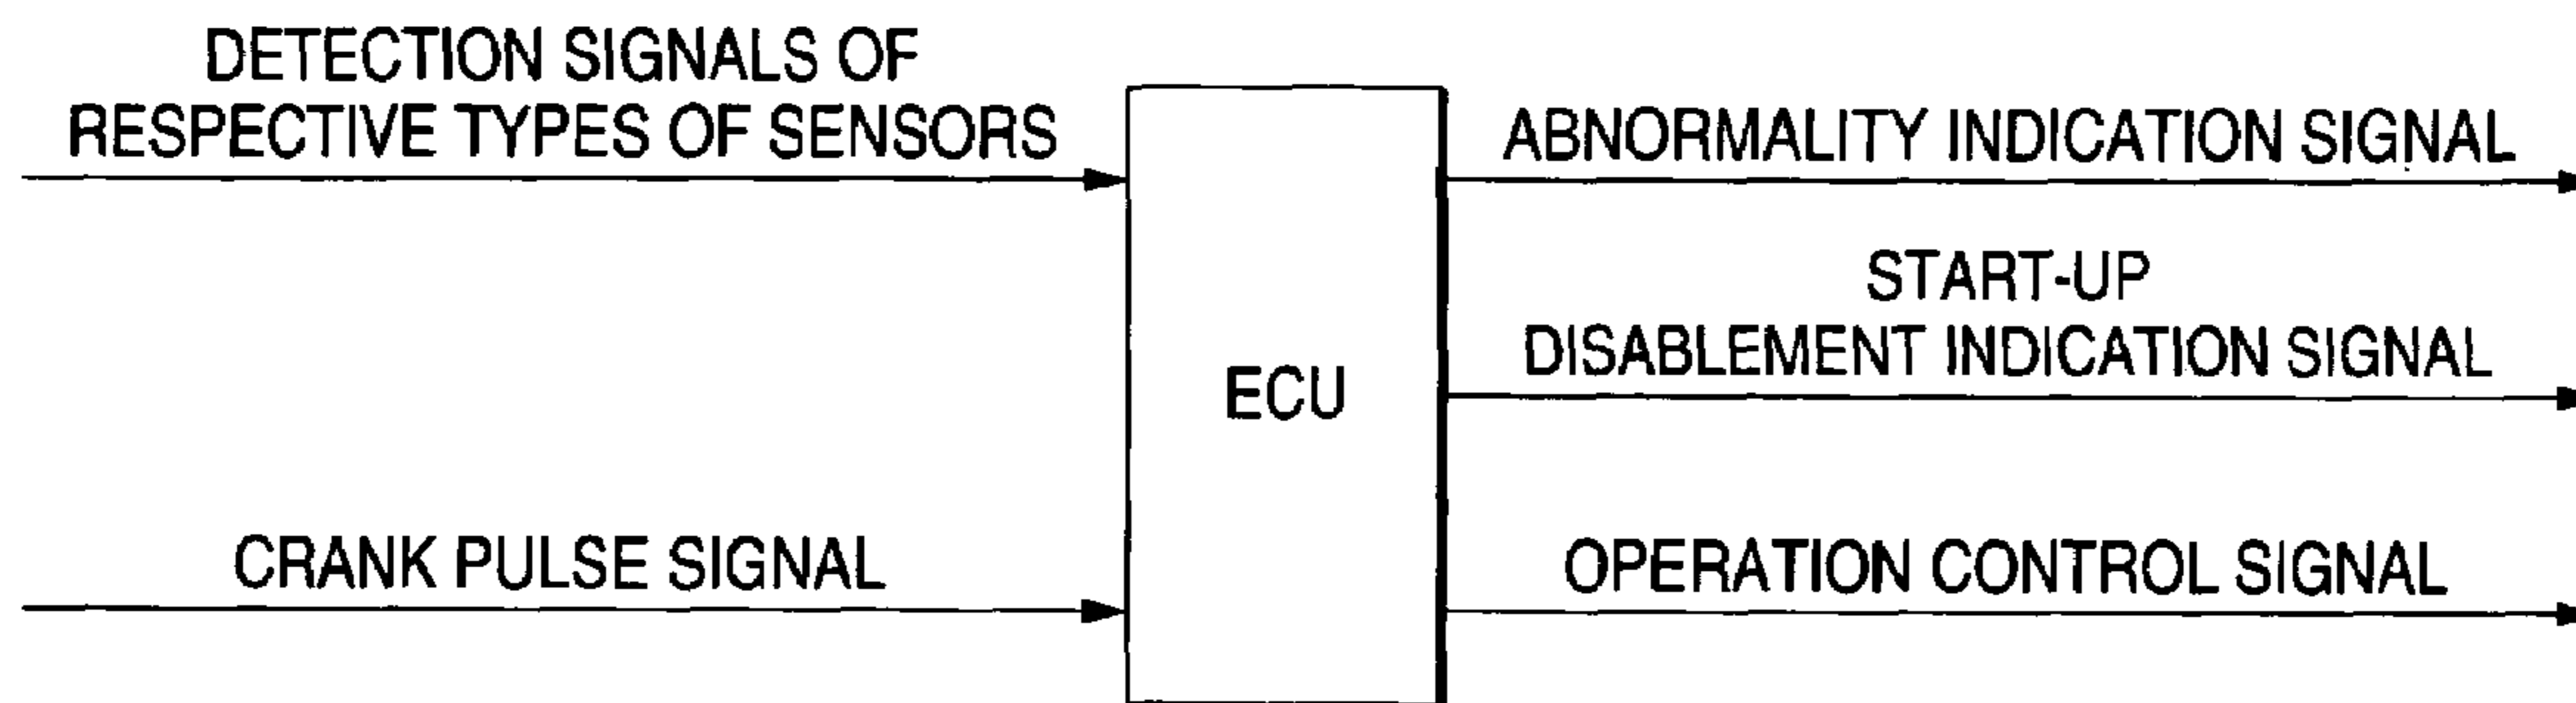 DETECTION SIGNALS OF
RESPECTIVE TYPES OF SENSORS
CRANK PULSE SIGNAL
ECU
ABNORMALITY INDICATION SIGNAL
START-UP
DISABLEMENT INDICATION SIGNAL
OPERATION CONTROL SIGNAL